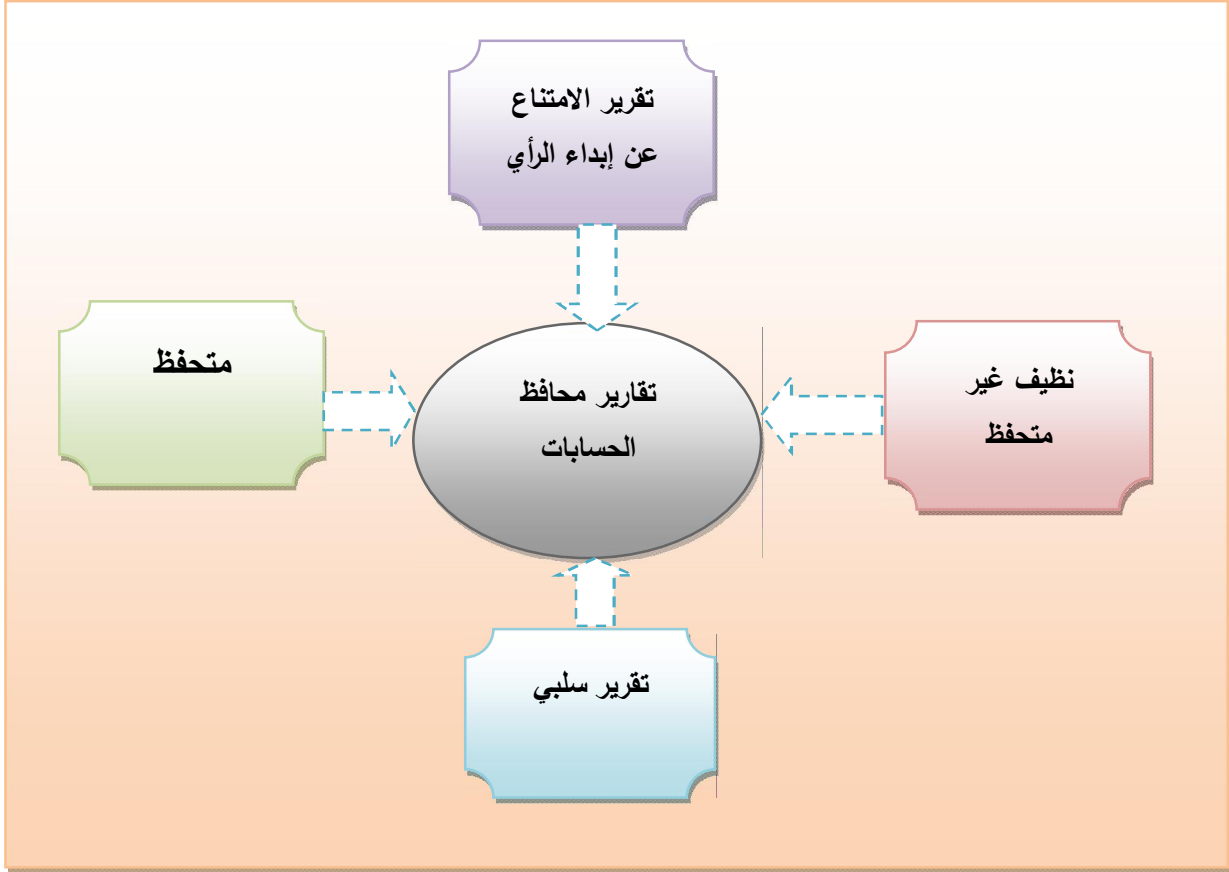 تقرير الامتناع
عن إبداء الرأي
نظيف غير
متحفظ
تقارير محافظ
الحسابات
متحفظ
تقرير سلبي